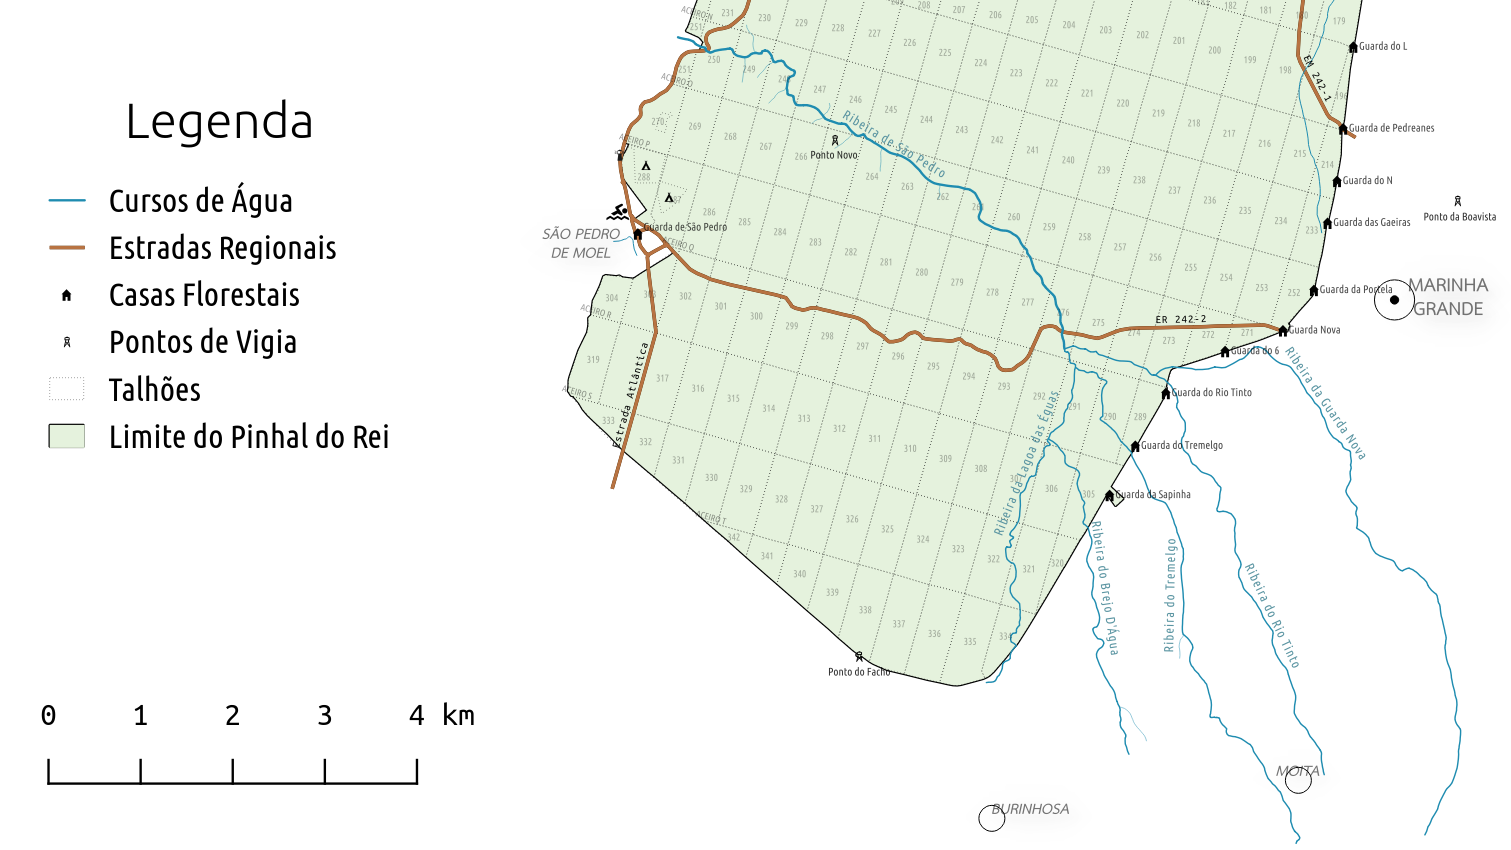 Legenda
Cursos de Água
Estradas Regionais
Casas Florestais
Pontos de Vigia
Talhões
Limite do Pinhal do Rei
0 1 2 3 4 km
ACEIRO N
231 230 229 228 227 226 225 224 223 222 221 220 219 218 217 216 215 214
208 207 206 205 204 203 202 201 200 199 198
182 181 179
Guarda do L
EM 242-1
251 250 249 247 246 245 244 243 242 241 240 239 238 237 236 235 234 233
ACEIRO O
Guarda de Pedreanes
Ribeira de São Pedro
Ponto Novo
270 269 268 267 266 264 263 262 260 259 258 257 256 255 254 253 252
ACEIRO P
Guarda do N
Ponto da Boavista
Guarda das Gaeiras
288 286 285 284 283 282 281 280 279 278 277 275 274 273 272 271
Guarda de São Pedro
SÃO PEDRO
DE MOEL
ACEIRO Q
Guarda da Portela
MARINHA
GRANDE
ER 242-2
Guarda Nova
Guarda do 6
304 302 301 300 299 298 297 296 295 294 293 292 291 290 289
ACEIRO R
Estrada Atlântica
Ribeira da Guarda Nova
Guarda do Rio Tinto
319 317 316 315 314 313 312 311 310 309 308 306 305
ACEIRO S
Guarda do Tremelgo
Ribeira da Lagoa das Éguas
Guarda da Sapinha
333 332 331 330 329 328 327 326 325 324 323 322 321 320
ACEIRO T
Ribeira do Brejo D'Água
Ribeira do Tremelgo
Ribeira do Rio Tinto
342 341 340 339 338 337 336 335
Ponto do Facho
MOITA
BURINHOSA